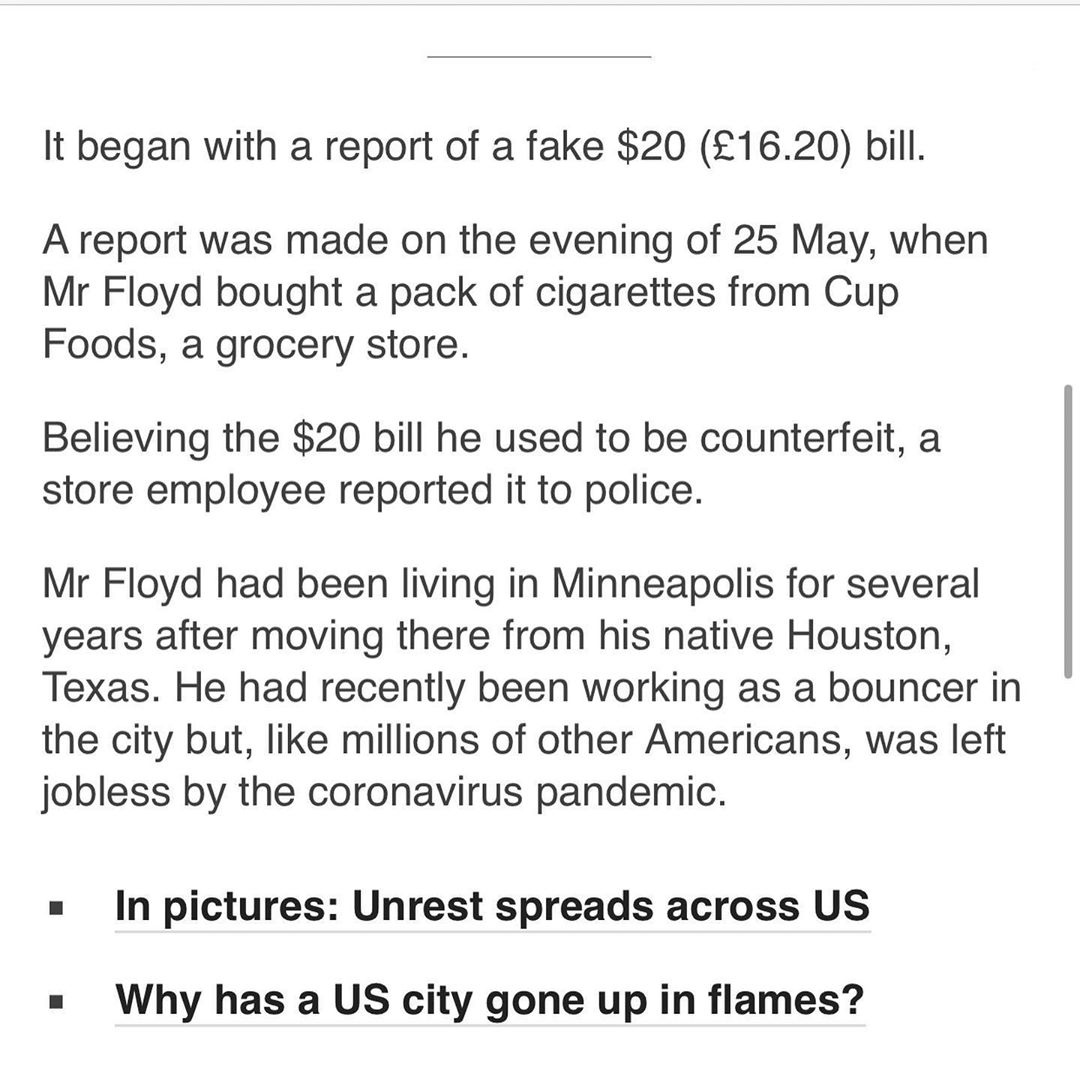 It began with a report of a fake $20 (£16.20) bill.
A report was made on the evening of 25 May, when
Mr Floyd bought a pack of cigarettes from Cup
Foods, a grocery store.
Believing the $20 bill he used to be counterfeit, a
store employee reported it to police.
Mr Floyd had been living in Minneapolis for several
years after moving there from his native Houston,
Texas. He had recently been working as a bouncer in
the city but, like millions of other Americans, was left
jobless by the coronavirus pandemic.
▪ In pictures: Unrest spreads across US
▪ Why has a US city gone up in flames?